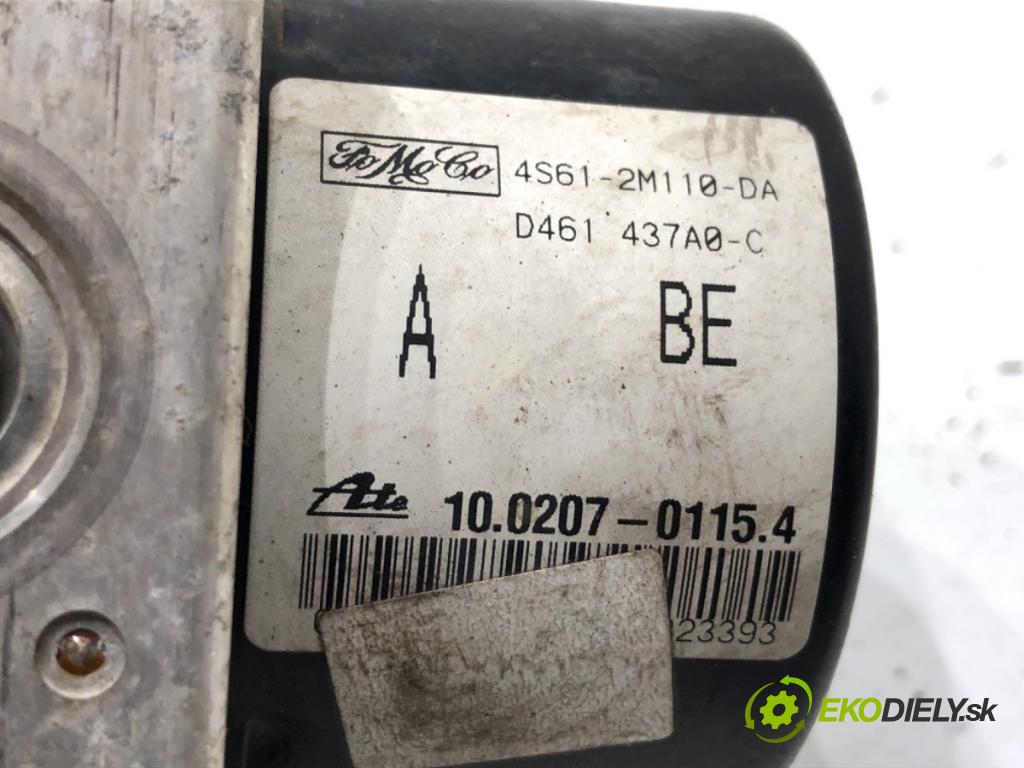 FoMoCo 4S61-2M110-DA
D461 437A0-C
A BE
Ate 10.0207-0115.4
23393
EKODIELY.sk